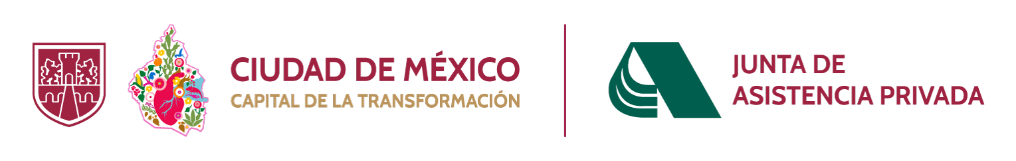 CIUDAD DE MÉXICO
CAPITAL DE LA TRANSFORMACIÓN
JUNTA DE
ASISTENCIA PRIVADA